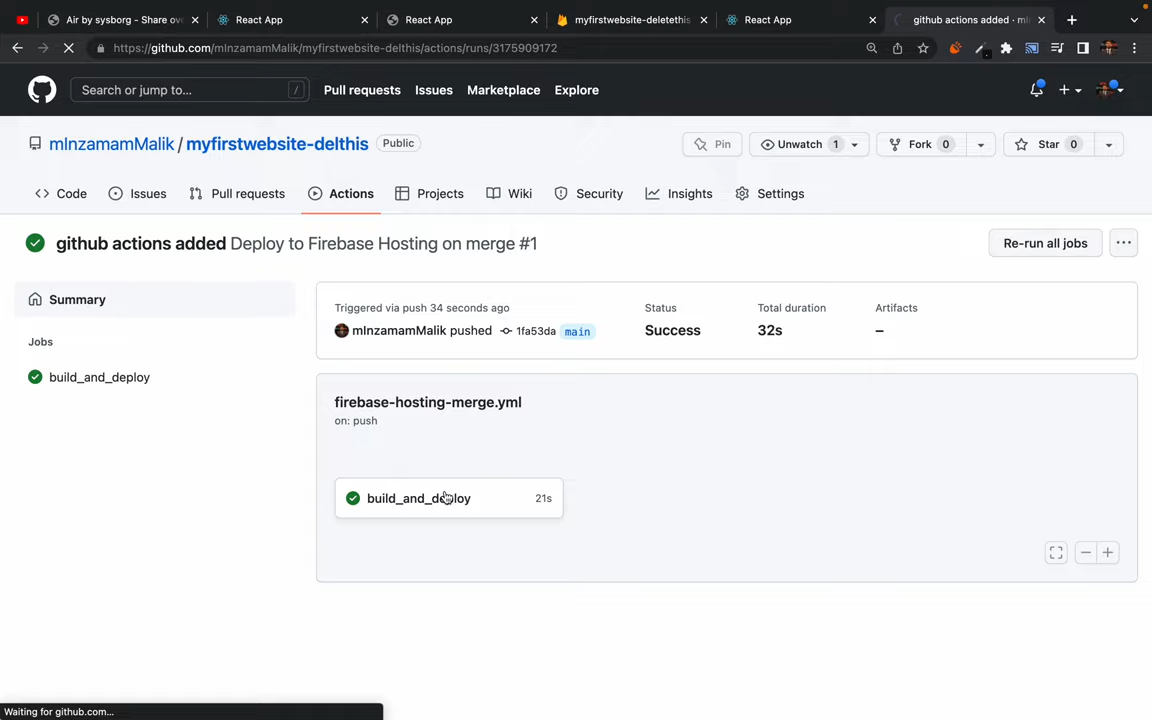 Air by sysborg - Share ove
React App
React App
myfirstwebsite-deletethis
React App
github actions added · mI
https://github.com/mInzamamMalik/myfirstwebsite-delthis/actions/runs/3175909172
Search or jump to...
/
Pull requests
Issues
Marketplace
Explore
mInzamamMalik / myfirstwebsite-delthis
Public
Pin
Unwatch 1
Fork 0
Star 0
Code
Issues
Pull requests
Actions
Projects
Wiki
Security
Insights
Settings
github actions added Deploy to Firebase Hosting on merge #1
Re-run all jobs
Summary
Jobs
build_and_deploy
Triggered via push 34 seconds ago
mInzamamMalik pushed 1fa53da main
Status
Success
Total duration
32s
Artifacts
–
firebase-hosting-merge.yml
on: push
build_and_deploy 21s
Waiting for github.com...